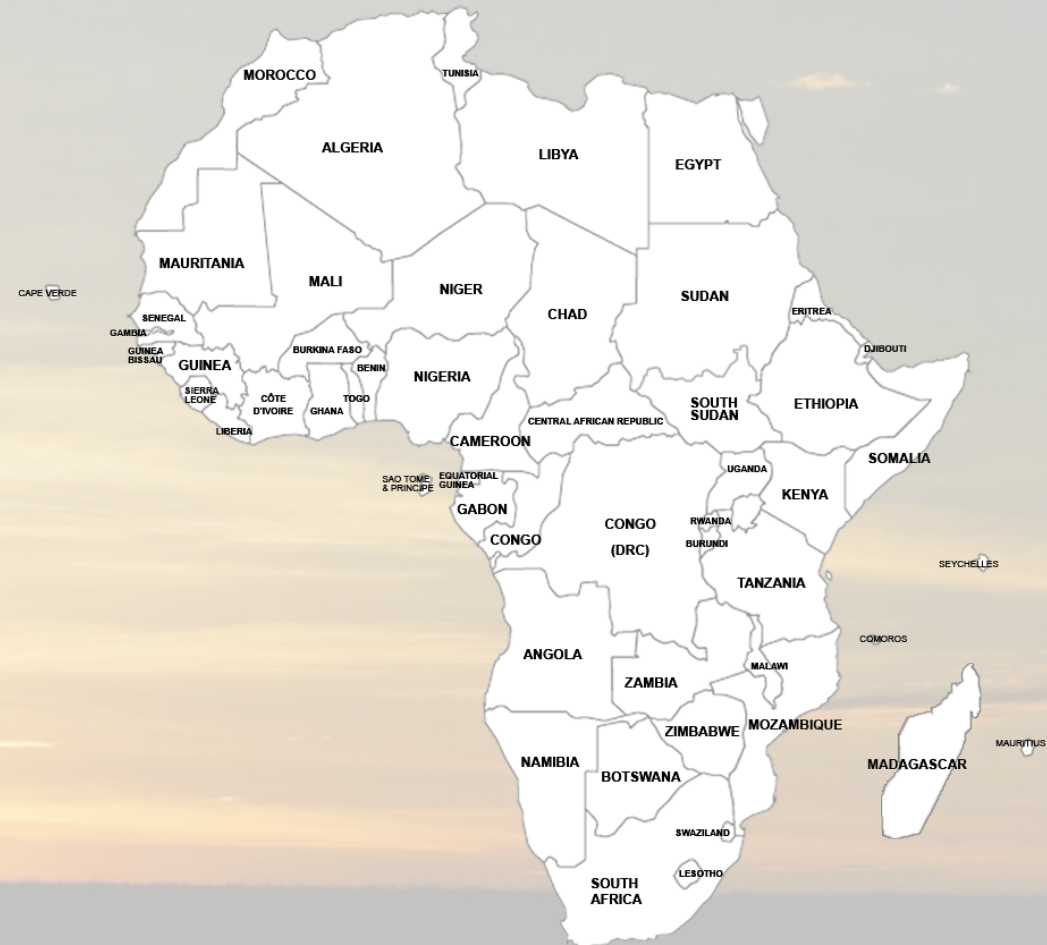 MOROCCO
TUNISIA
ALGERIA
LIBYA
EGYPT
MAURITANIA
MALI
NIGER
CHAD
SUDAN
CAPE VERDE
ERITREA
SENEGAL
GAMBIA
DJIBOUTI
GUINEA
BISSAU
GUINEA
BURKINA FASO
BENIN
NIGERIA
SIERRA
LEONE
CÔTE
D'IVOIRE
GHANA
TOGO
SOUTH
SUDAN
ETHIOPIA
CENTRAL AFRICAN REPUBLIC
LIBERIA
CAMEROON
SOMALIA
SAO TOME
& PRINCIPE
EQUATORIAL
GUINEA
UGANDA
KENYA
GABON
CONGO
CONGO
(DRC)
RWANDA
BURUNDI
SEYCHELLES
TANZANIA
COMOROS
ANGOLA
MALAWI
ZAMBIA
MOZAMBIQUE
ZIMBABWE
MAURITIUS
NAMIBIA
MADAGASCAR
BOTSWANA
SWAZILAND
LESOTHO
SOUTH
AFRICA